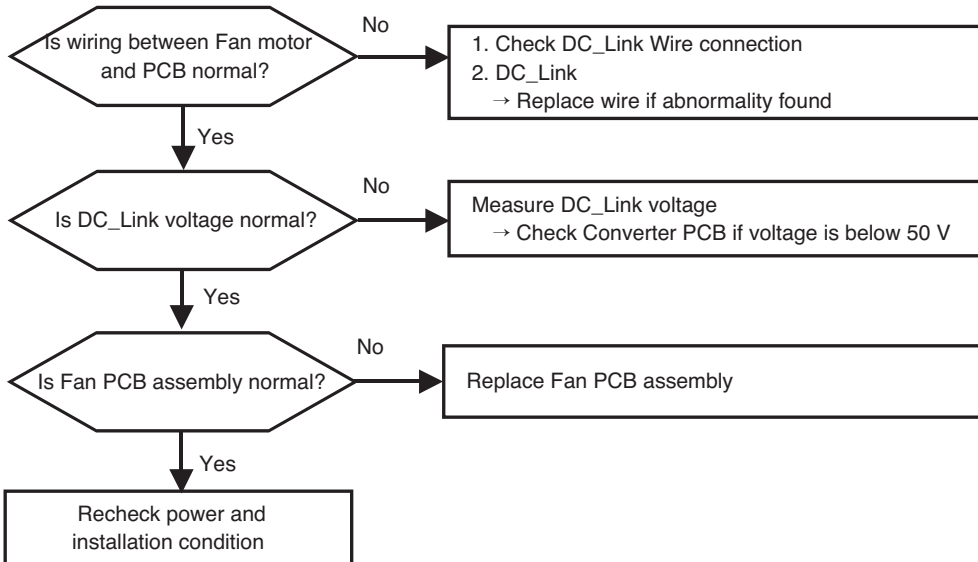 Is wiring between Fan motor
and PCB normal?
No
1. Check DC_Link Wire connection
2. DC_Link
→ Replace wire if abnormality found
Yes
Is DC_Link voltage normal?
No
Measure DC_Link voltage
→ Check Converter PCB if voltage is below 50 V
Yes
Is Fan PCB assembly normal?
No
Replace Fan PCB assembly
Yes
Recheck power and
installation condition